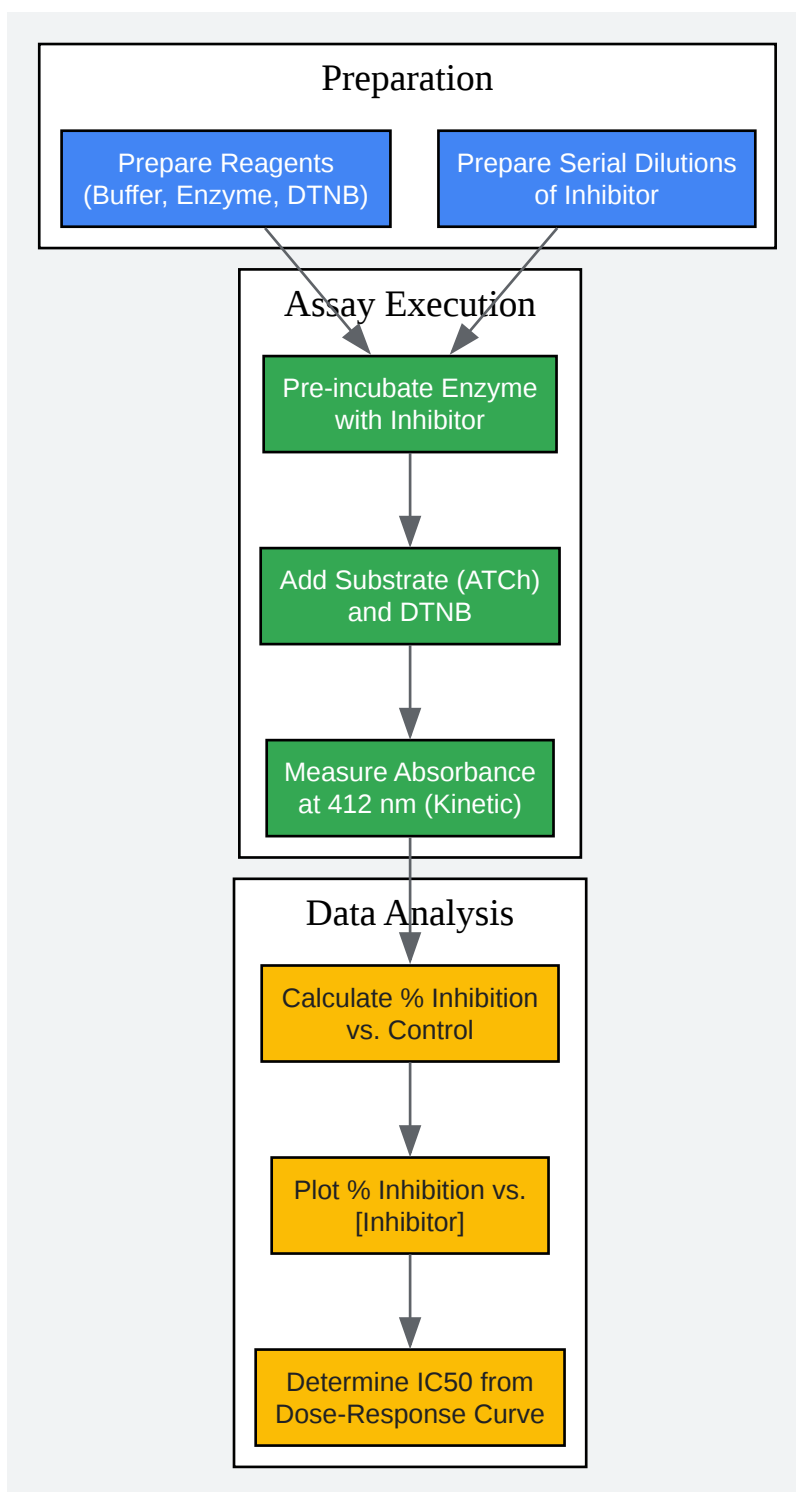 Preparation
Prepare Reagents
(Buffer, Enzyme, DTNB)
Prepare Serial Dilutions
of Inhibitor
Assay Execution
Pre-incubate Enzyme
with Inhibitor
Add Substrate (ATCh)
and DTNB
Measure Absorbance
at 412 nm (Kinetic)
Data Analysis
Calculate % Inhibition
vs. Control
Plot % Inhibition vs.
[Inhibitor]
Determine IC50 from
Dose-Response Curve